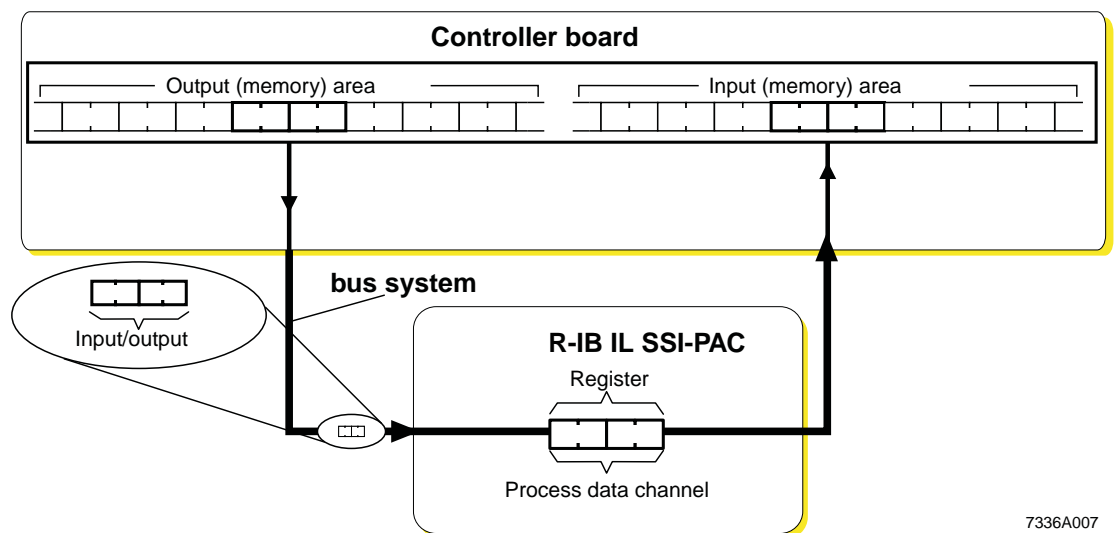 Controller board
Output (memory) area
Input (memory) area
bus system
Input/output
R-IB IL SSI-PAC
Register
Process data channel
7336A007